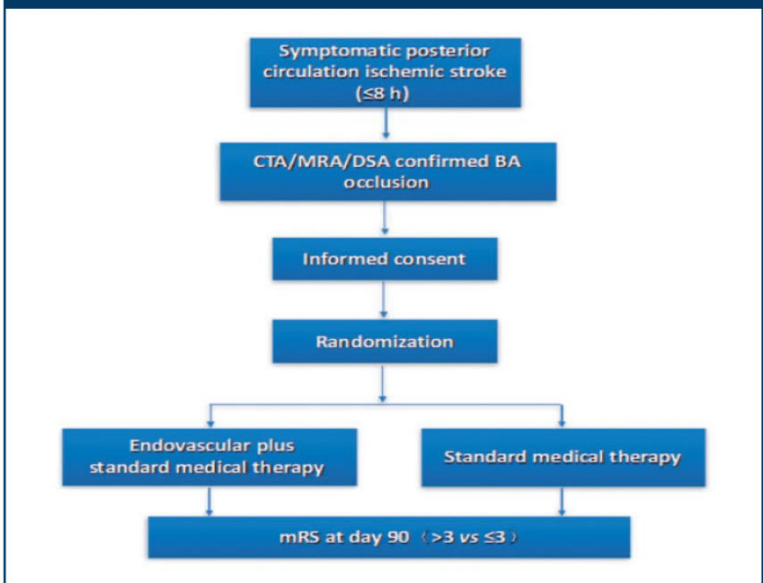 Symptomatic posterior
circulation ischemic stroke
(≤8 h)
CTA/MRA/DSA confirmed BA
occlusion
Informed consent
Randomization
Endovascular plus
standard medical therapy
Standard medical therapy
mRS at day 90（>3 vs ≤3）